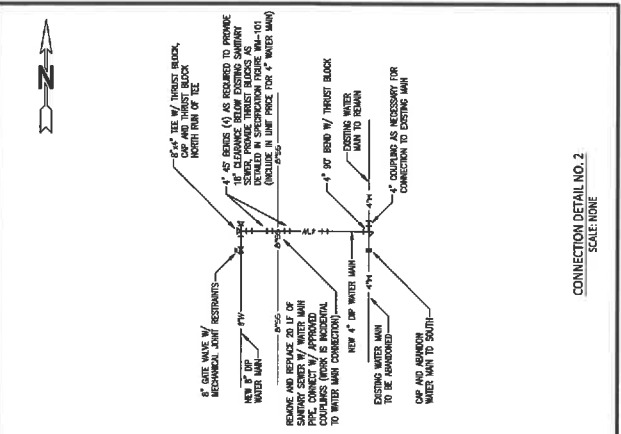 N
8"x4" TEE W/ THRUST BLOCK,
CAP AND THRUST BLOCK
NORTH RUN OF TEE
4" 45° BENDS (4) AS REQUIRED TO PROVIDE
18" CLEARANCE BELOW EXISTING SANITARY
SEWER, PROVIDE THRUST BLOCKS AS
DETAILED IN SPECIFICATION FIGURE WM-101
(INCLUDE IN UNIT PRICE FOR 4" WATER MAIN)
8"SS
4" 90° BEND W/ THRUST BLOCK
EXISTING WATER
MAIN TO REMAIN
4"W
4" COUPLING AS NECESSARY FOR
CONNECTION TO EXISTING MAIN
8" GATE VALVE W/
MECHANICAL JOINT RESTRAINTS
NEW 8" DIP
WATER MAIN
8"W
8"SS
4"W
REMOVE AND REPLACE 20 LF OF
SANITARY SEWER W/ WATER MAIN
PIPE, CONNECT W/ APPROVED
COUPLINGS (WORK IS INCIDENTAL
TO WATER MAIN CONNECTION)
NEW 4" DIP WATER MAIN
EXISTING WATER MAIN
TO BE ABANDONED
4"W
CAP AND ABANDON
WATER MAIN TO SOUTH
CONNECTION DETAIL NO. 2
SCALE: NONE